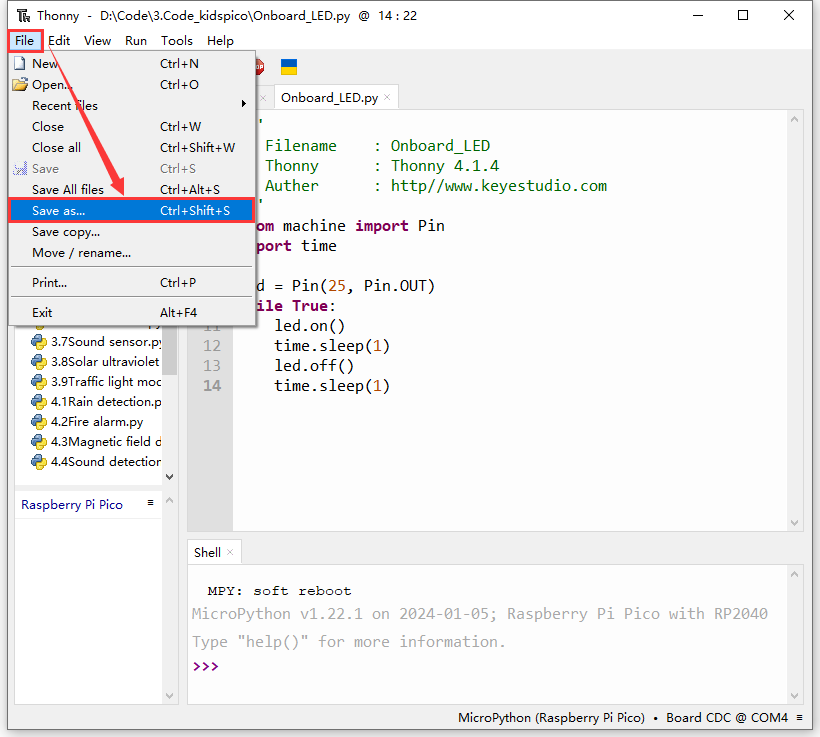 Thonny - D:\Code\3.Code_kidspico\Onboard_LED.py @ 14 : 22
File Edit View Run Tools Help
New Ctrl+N
Open... Ctrl+O
Recent files
Close Ctrl+W
Close all Ctrl+Shift+W
Save Ctrl+S
Save All files Ctrl+Alt+S
Save as... Ctrl+Shift+S
Save copy...
Move / rename...
Print... Ctrl+P
Exit Alt+F4
Onboard_LED.py
'
Filename : Onboard_LED
Thonny : Thonny 4.1.4
Auther : http//www.keyestudio.com
'
om machine import Pin
port time
d = Pin(25, Pin.OUT)
ile True:
11 led.on()
12 time.sleep(1)
13 led.off()
14 time.sleep(1)
3.7Sound sensor.py
3.8Solar ultraviolet
3.9Traffic light moc
4.1Rain detection.p
4.2Fire alarm.py
4.3Magnetic field d
4.4Sound detection
Raspberry Pi Pico
Shell
MPY: soft reboot
MicroPython v1.22.1 on 2024-01-05; Raspberry Pi Pico with RP2040
Type "help()" for more information.
>>>
MicroPython (Raspberry Pi Pico) • Board CDC @ COM4